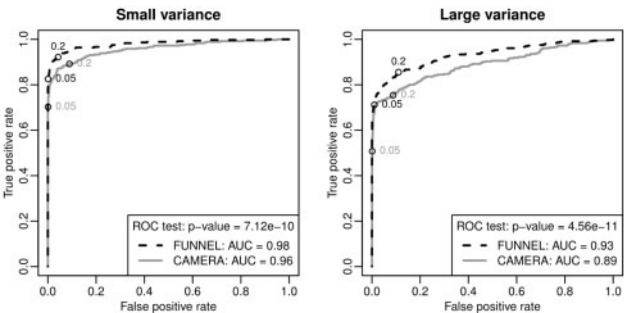 Small variance
True positive rate
0.0 0.2 0.4 0.6 0.8 1.0
0.2
0.2
0.05
0.05
ROC test: p−value = 7.12e−10
FUNNEL: AUC = 0.98
CAMERA: AUC = 0.96
0.0 0.2 0.4 0.6 0.8 1.0
False positive rate
Large variance
True positive rate
0.0 0.2 0.4 0.6 0.8 1.0
0.2
0.2
0.05
0.05
ROC test: p−value = 4.56e−11
FUNNEL: AUC = 0.93
CAMERA: AUC = 0.89
0.0 0.2 0.4 0.6 0.8 1.0
False positive rate